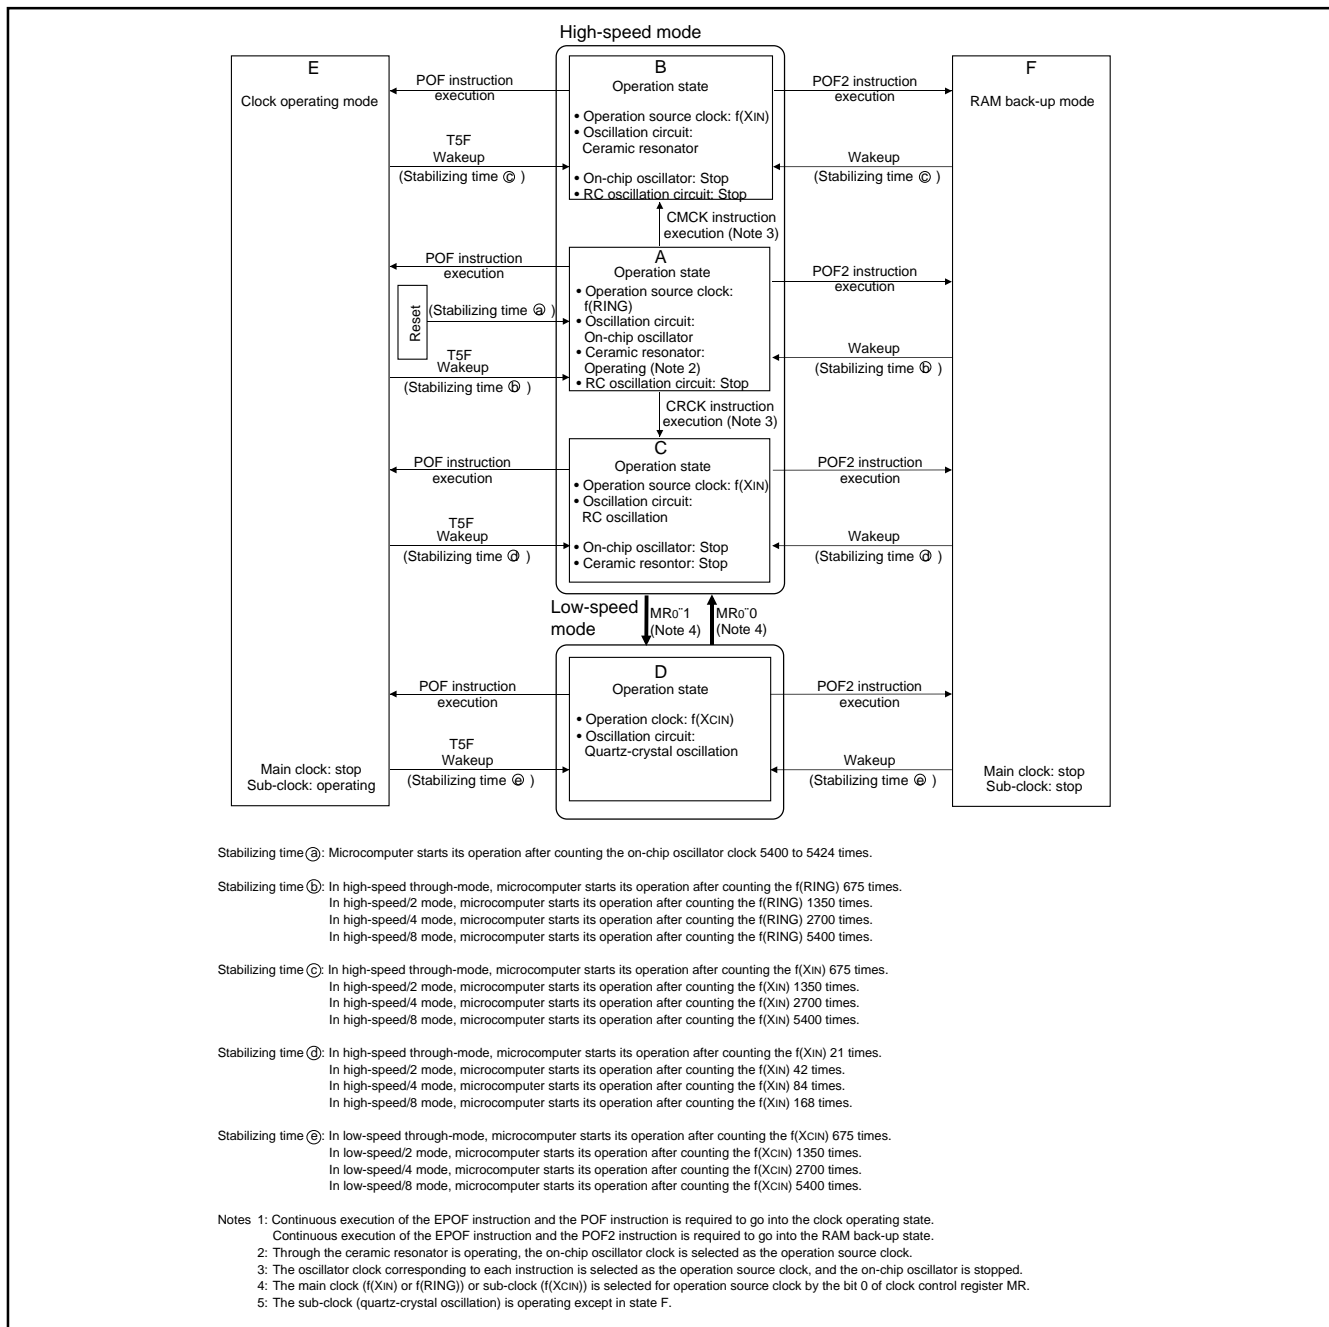 High-speed mode
E
Clock operating mode
Main clock: stop
Sub-clock: operating
POF instruction
execution
T5F
Wakeup
(Stabilizing time ⓒ )
B
Operation state
• Operation source clock: f(XIN)
• Oscillation circuit:
Ceramic resonator
• On-chip oscillator: Stop
• RC oscillation circuit: Stop
POF2 instruction
execution
Wakeup
(Stabilizing time ⓒ )
F
RAM back-up mode
Main clock: stop
Sub-clock: stop
CMCK instruction
execution (Note 3)
POF instruction
execution
Reset
(Stabilizing time ⓐ )
T5F
Wakeup
(Stabilizing time ⓑ )
A
Operation state
• Operation source clock:
f(RING)
• Oscillation circuit:
On-chip oscillator
• Ceramic resonator:
Operating (Note 2)
• RC oscillation circuit: Stop
POF2 instruction
execution
Wakeup
(Stabilizing time ⓑ )
CRCK instruction
execution (Note 3)
POF instruction
execution
T5F
Wakeup
(Stabilizing time ⓓ )
C
Operation state
• Operation source clock: f(XIN)
• Oscillation circuit:
RC oscillation
• On-chip oscillator: Stop
• Ceramic resontor: Stop
POF2 instruction
execution
Wakeup
(Stabilizing time ⓓ )
Low-speed
mode
MR0¨1
(Note 4)
MR0¨0
(Note 4)
POF instruction
execution
T5F
Wakeup
(Stabilizing time ⓔ )
D
Operation state
• Operation clock: f(XCIN)
• Oscillation circuit:
Quartz-crystal oscillation
POF2 instruction
execution
Wakeup
(Stabilizing time ⓔ )
Stabilizing time ⓐ: Microcomputer starts its operation after counting the on-chip oscillator clock 5400 to 5424 times.
Stabilizing time ⓑ: In high-speed through-mode, microcomputer starts its operation after counting the f(RING) 675 times.
In high-speed/2 mode, microcomputer starts its operation after counting the f(RING) 1350 times.
In high-speed/4 mode, microcomputer starts its operation after counting the f(RING) 2700 times.
In high-speed/8 mode, microcomputer starts its operation after counting the f(RING) 5400 times.
Stabilizing time ⓒ: In high-speed through-mode, microcomputer starts its operation after counting the f(XIN) 675 times.
In high-speed/2 mode, microcomputer starts its operation after counting the f(XIN) 1350 times.
In high-speed/4 mode, microcomputer starts its operation after counting the f(XIN) 2700 times.
In high-speed/8 mode, microcomputer starts its operation after counting the f(XIN) 5400 times.
Stabilizing time ⓓ: In high-speed through-mode, microcomputer starts its operation after counting the f(XIN) 21 times.
In high-speed/2 mode, microcomputer starts its operation after counting the f(XIN) 42 times.
In high-speed/4 mode, microcomputer starts its operation after counting the f(XIN) 84 times.
In high-speed/8 mode, microcomputer starts its operation after counting the f(XIN) 168 times.
Stabilizing time ⓔ: In low-speed through-mode, microcomputer starts its operation after counting the f(XCIN) 675 times.
In low-speed/2 mode, microcomputer starts its operation after counting the f(XCIN) 1350 times.
In low-speed/4 mode, microcomputer starts its operation after counting the f(XCIN) 2700 times.
In low-speed/8 mode, microcomputer starts its operation after counting the f(XCIN) 5400 times.
Notes 1: Continuous execution of the EPOF instruction and the POF instruction is required to go into the clock operating state.
Continuous execution of the EPOF instruction and the POF2 instruction is required to go into the RAM back-up state.
2: Through the ceramic resonator is operating, the on-chip oscillator clock is selected as the operation source clock.
3: The oscillator clock corresponding to each instruction is selected as the operation source clock, and the on-chip oscillator is stopped.
4: The main clock (f(XIN) or f(RING)) or sub-clock (f(XCIN)) is selected for operation source clock by the bit 0 of clock control register MR.
5: The sub-clock (quartz-crystal oscillation) is operating except in state F.